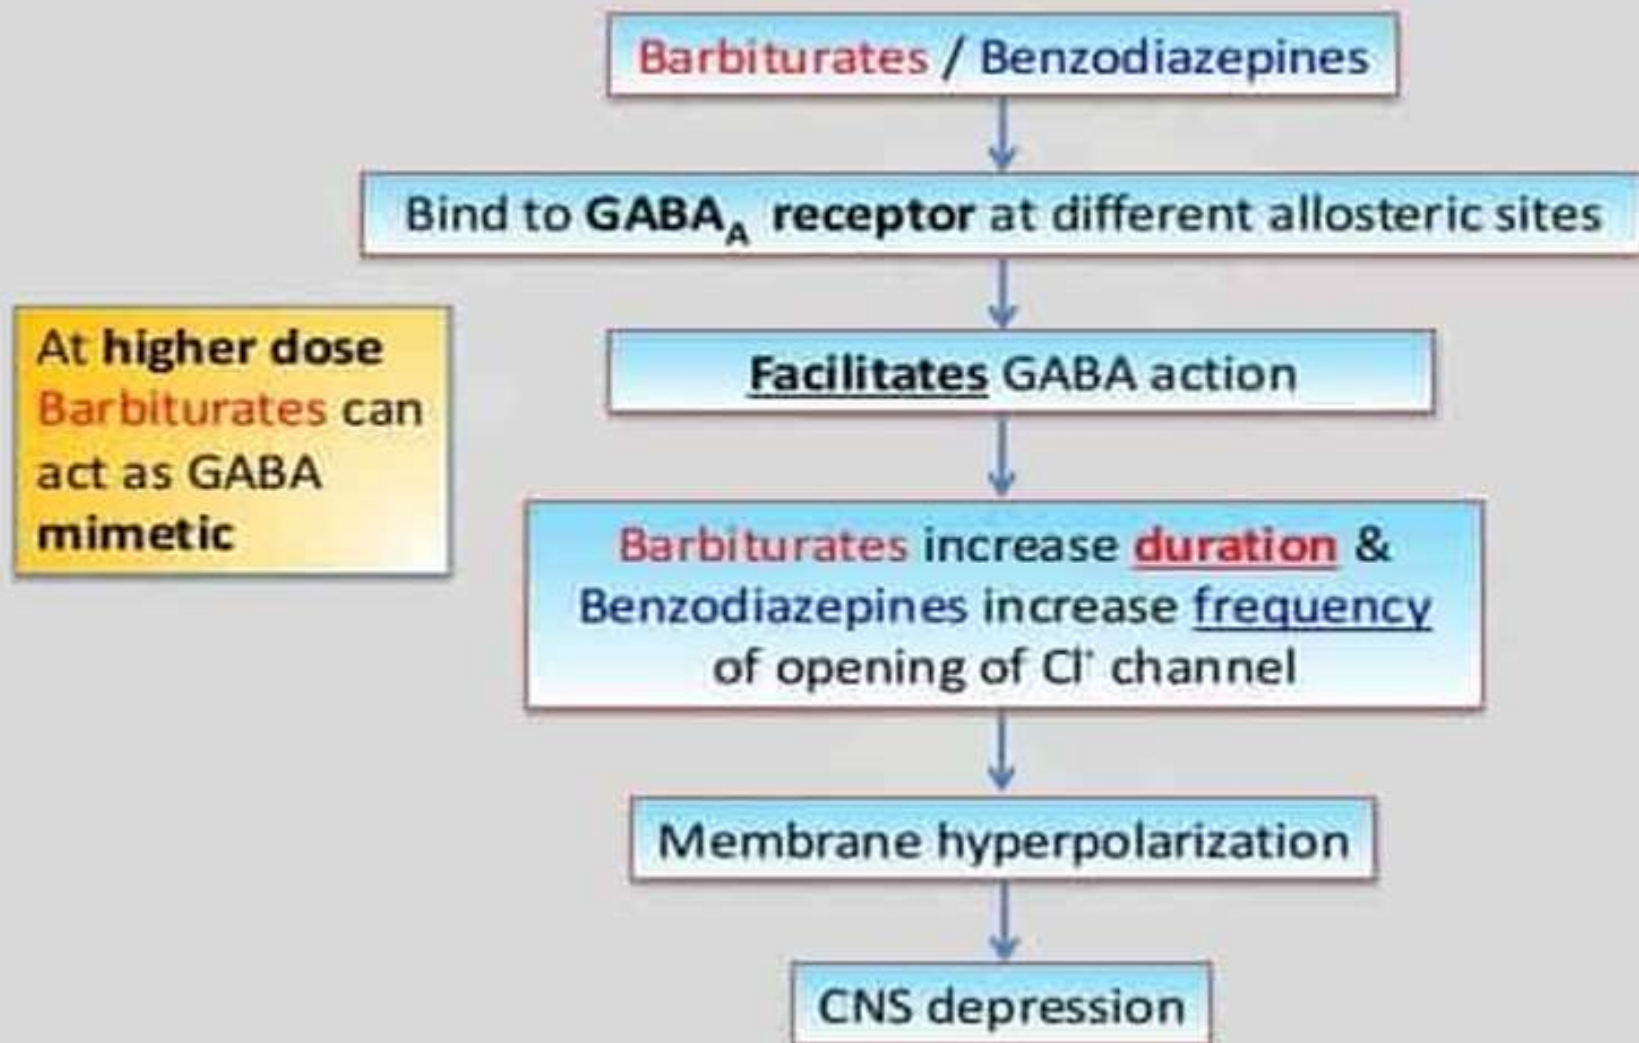 Barbiturates / Benzodiazepines
Bind to GABA_A receptor at different allosteric sites
At higher dose
Barbiturates can
act as GABA
mimetic
Facilitates GABA action
Barbiturates increase duration &
Benzodiazepines increase frequency
of opening of Cl⁻ channel
Membrane hyperpolarization
CNS depression